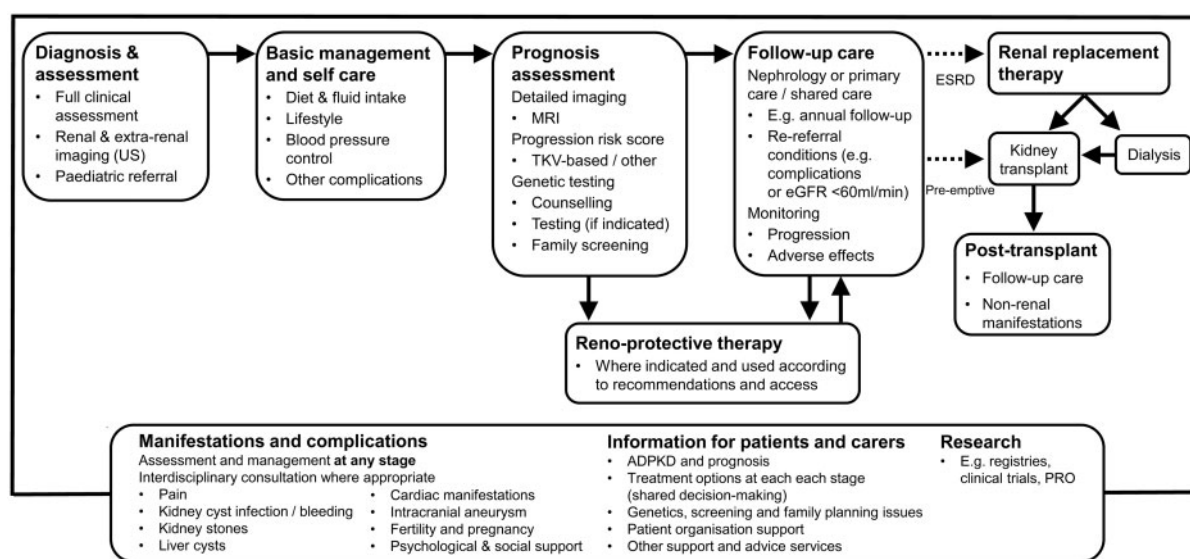 Diagnosis &
assessment
• Full clinical
assessment
• Renal & extra-renal
imaging (US)
• Paediatric referral
Basic management
and self care
• Diet & fluid intake
• Lifestyle
• Blood pressure
control
• Other complications
Prognosis
assessment
Detailed imaging
• MRI
Progression risk score
• TKV-based / other
Genetic testing
• Counselling
• Testing (if indicated)
• Family screening
Follow-up care
Nephrology or primary
care / shared care
• E.g. annual follow-up
• Re-referral
conditions (e.g.
complications
or eGFR <60ml/min)
Monitoring
• Progression
• Adverse effects
ESRD
Pre-emptive
Renal replacement
therapy
Kidney
transplant
Dialysis
Post-transplant
• Follow-up care
• Non-renal
manifestations
Reno-protective therapy
• Where indicated and used according
to recommendations and access
Manifestations and complications
Assessment and management at any stage
Interdisciplinary consultation where appropriate
• Pain
• Kidney cyst infection / bleeding
• Kidney stones
• Liver cysts
• Cardiac manifestations
• Intracranial aneurysm
• Fertility and pregnancy
• Psychological & social support
Information for patients and carers
• ADPKD and prognosis
• Treatment options at each each stage
(shared decision-making)
• Genetics, screening and family planning issues
• Patient organisation support
• Other support and advice services
Research
• E.g. registries,
clinical trials, PRO